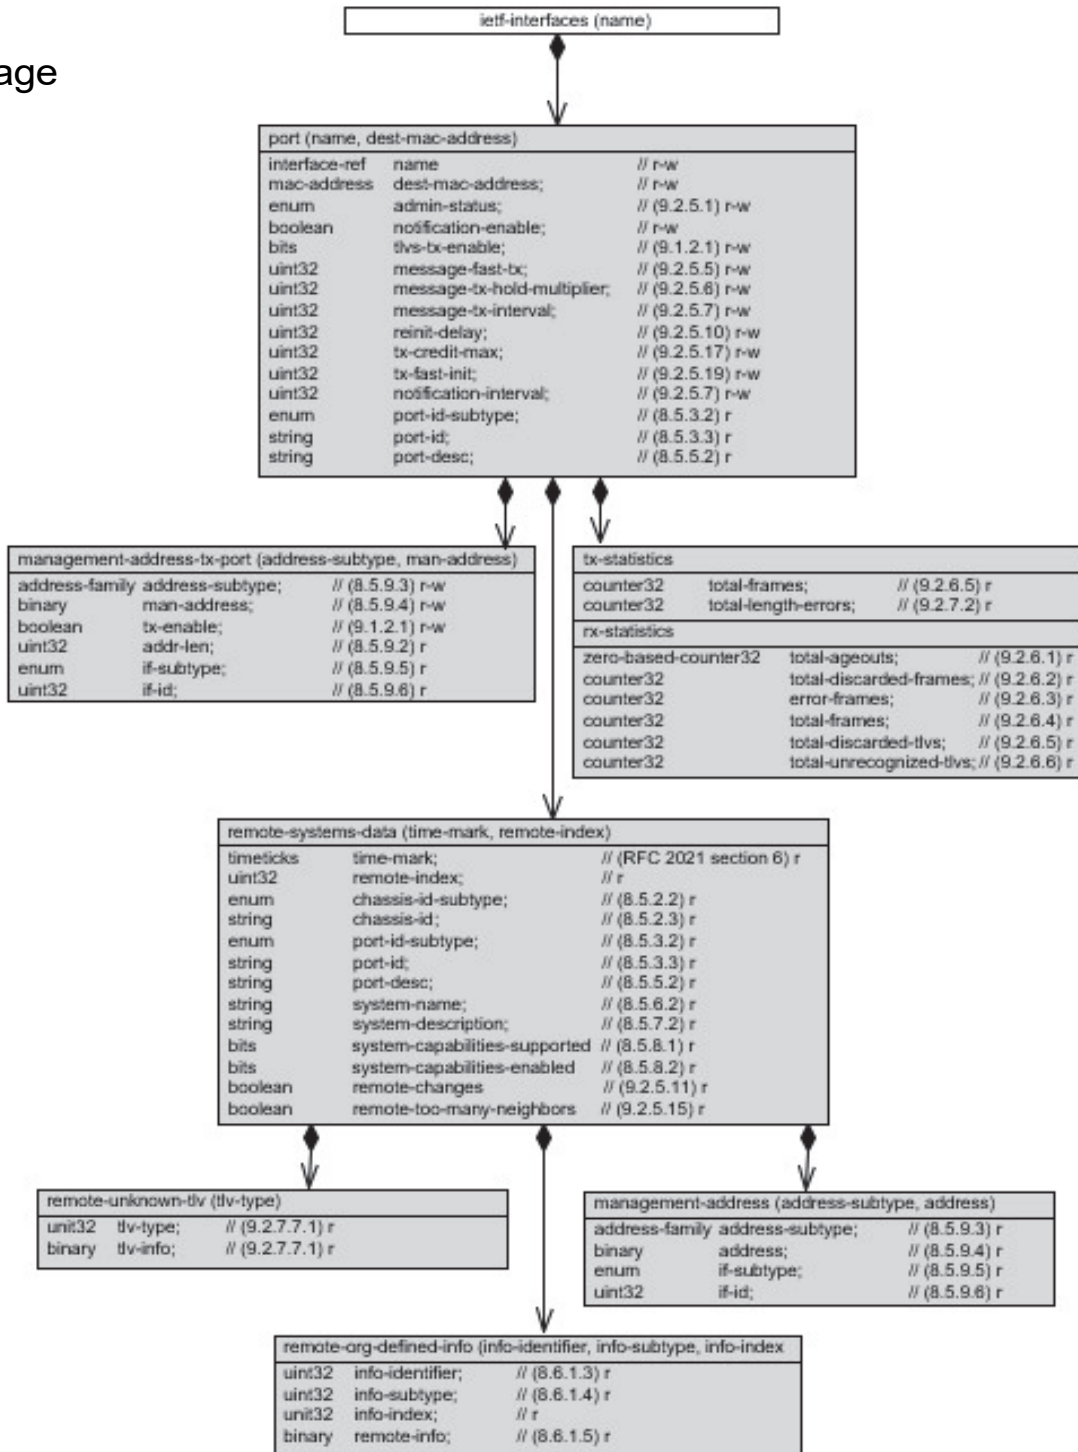 ietf-interfaces (name)
age
port (name, dest-mac-address)
interface-ref name // r-w
mac-address dest-mac-address; // r-w
enum admin-status; // (9.2.5.1) r-w
boolean notification-enable; // r-w
bits tlvs-tx-enable; // (9.1.2.1) r-w
uint32 message-fast-tx; // (9.2.5.5) r-w
uint32 message-tx-hold-multiplier; // (9.2.5.6) r-w
uint32 message-tx-interval; // (9.2.5.7) r-w
uint32 reinit-delay; // (9.2.5.10) r-w
uint32 tx-credit-max; // (9.2.5.17) r-w
uint32 tx-fast-init; // (9.2.5.19) r-w
uint32 notification-interval; // (9.2.5.7) r-w
enum port-id-subtype; // (8.5.3.2) r
string port-id; // (8.5.3.3) r
string port-desc; // (8.5.5.2) r
management-address-tx-port (address-subtype, man-address)
address-family address-subtype; // (8.5.9.3) r-w
binary man-address; // (8.5.9.4) r-w
boolean tx-enable; // (9.1.2.1) r-w
uint32 addr-len; // (8.5.9.2) r
enum if-subtype; // (8.5.9.5) r
uint32 if-id; // (8.5.9.6) r
tx-statistics
counter32 total-frames; // (9.2.6.5) r
counter32 total-length-errors; // (9.2.7.2) r
rx-statistics
zero-based-counter32 total-ageouts; // (9.2.6.1) r
counter32 total-discarded-frames; // (9.2.6.2) r
counter32 error-frames; // (9.2.6.3) r
counter32 total-frames; // (9.2.6.4) r
counter32 total-discarded-tlvs; // (9.2.6.5) r
counter32 total-unrecognized-tlvs; // (9.2.6.6) r
remote-systems-data (time-mark, remote-index)
timeticks time-mark; // (RFC 2021 section 6) r
uint32 remote-index; // r
enum chassis-id-subtype; // (8.5.2.2) r
string chassis-id; // (8.5.2.3) r
enum port-id-subtype; // (8.5.3.2) r
string port-id; // (8.5.3.3) r
string port-desc; // (8.5.5.2) r
string system-name; // (8.5.6.2) r
string system-description; // (8.5.7.2) r
bits system-capabilities-supported // (8.5.8.1) r
bits system-capabilities-enabled // (8.5.8.2) r
boolean remote-changes // (9.2.5.11) r
boolean remote-too-many-neighbors // (9.2.5.15) r
remote-unknown-tlv (tlv-type)
unit32 tlv-type; // (9.2.7.7.1) r
binary tlv-info; // (9.2.7.7.1) r
management-address (address-subtype, address)
address-family address-subtype; // (8.5.9.3) r
binary address; // (8.5.9.4) r
enum if-subtype; // (8.5.9.5) r
uint32 if-id; // (8.5.9.6) r
remote-org-defined-info (info-identifier, info-subtype, info-index
uint32 info-identifier; // (8.6.1.3) r
uint32 info-subtype; // (8.6.1.4) r
unit32 info-index; // r
binary remote-info; // (8.6.1.5) r